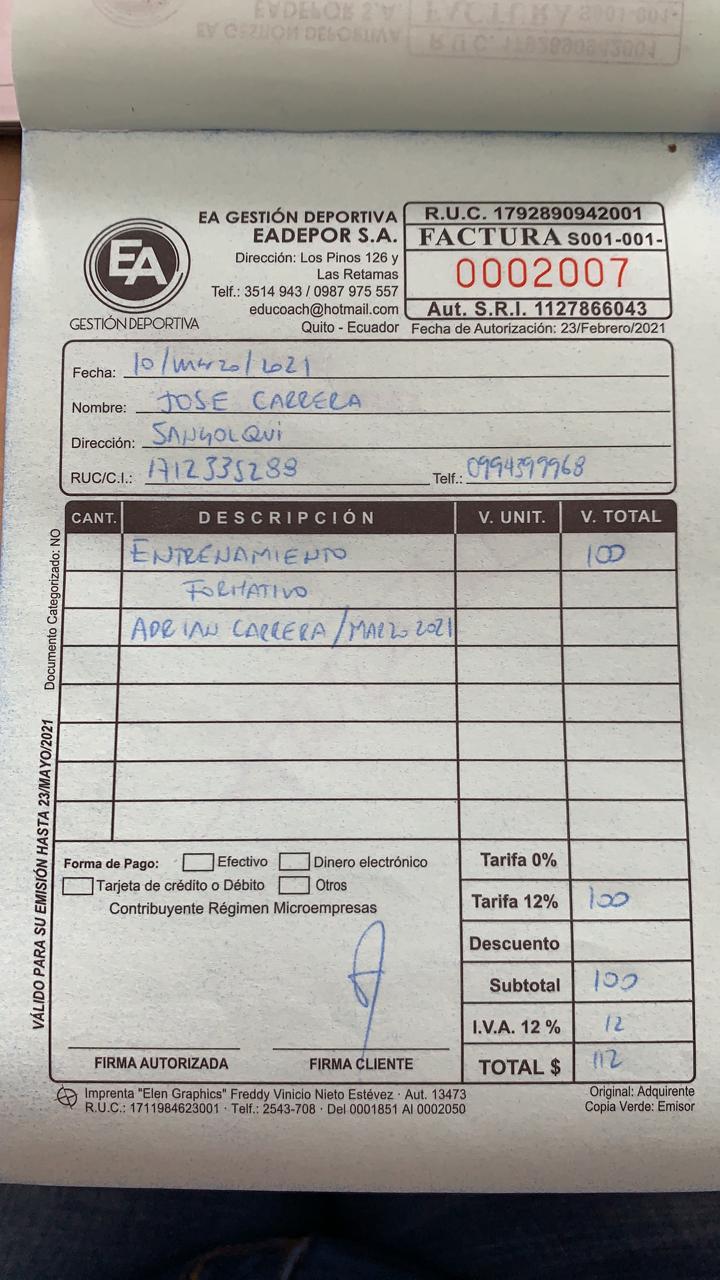 EA GESTIÓN DEPORTIVA
EADEPOR S.A.
Dirección: Los Pinos 126 y
Las Retamas
Telf.: 3514 943 / 0987 975 557
educoach@hotmail.com
Quito - Ecuador
EA
GESTIÓN DEPORTIVA
R.U.C. 1792890942001
FACTURA S001-001-
0002007
Aut. S.R.I. 1127866043
Fecha de Autorización: 23/Febrero/2021
Fecha: 10/marzo/2021
Nombre: JOSE CARRERA
Dirección: SANGOLQUI
RUC/C.I.: 1712335288 Telf.: 0994399968
CANT. DESCRIPCIÓN V. UNIT. V. TOTAL
ENTRENAMIENTO 100
FORMATIVO
ADRIAN CARRERA / MARZO 2021
Documento Categorizado: NO
VÁLIDO PARA SU EMISIÓN HASTA 23/MAYO/2021
Forma de Pago: Efectivo Dinero electrónico
Tarjeta de crédito o Débito Otros
Contribuyente Régimen Microempresas
Tarifa 0%
Tarifa 12% 100
Descuento
Subtotal 100
I.V.A. 12 % 12
TOTAL $ 112
FIRMA AUTORIZADA FIRMA CLIENTE
Imprenta "Elen Graphics" Freddy Vinicio Nieto Estévez · Aut. 13473
R.U.C.: 1711984623001 · Telf.: 2543-708 · Del 0001851 Al 0002050
Original: Adquirente
Copia Verde: Emisor